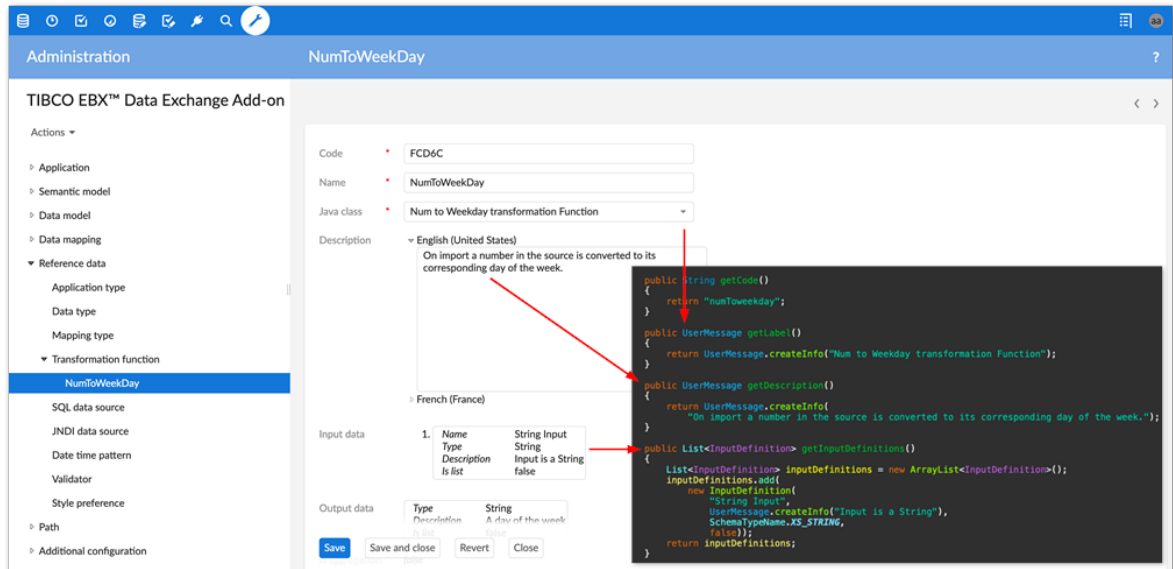 aa
Administration
NumToWeekDay
?
TIBCO EBX™ Data Exchange Add-on
Actions
Application
Semantic model
Data model
Data mapping
Reference data
Application type
Data type
Mapping type
Transformation function
NumToWeekDay
SQL data source
JNDI data source
Date time pattern
Validator
Style preference
Path
Additional configuration
Code * FCD6C
Name * NumToWeekDay
Java class * Num to Weekday transformation Function
Description English (United States)
On import a number in the source is converted to its
corresponding day of the week.
French (France)
Input data 1. Name String Input
Type String
Description Input is a String
Is list false
Output data Type String
Description A day of the week
Is list false
Save Save and close Revert Close
public String getCode()
{
return "numToweekday";
}
public UserMessage getLabel()
{
return UserMessage.createInfo("Num to Weekday transformation Function");
}
public UserMessage getDescription()
{
return UserMessage.createInfo(
"On import a number in the source is converted to its corresponding day of the week.");
}
public List<InputDefinition> getInputDefinitions()
{
List<InputDefinition> inputDefinitions = new ArrayList<InputDefinition>();
inputDefinitions.add(
new InputDefinition(
"String Input",
UserMessage.createInfo("Input is a String"),
SchemaTypeName.XS_STRING,
false));
return inputDefinitions;
}